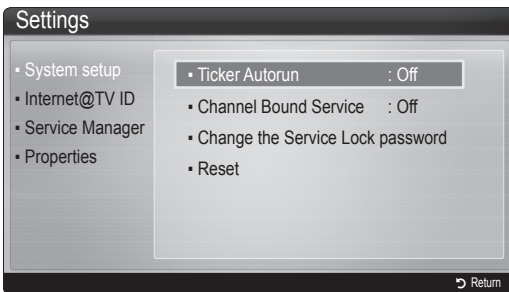 Settings
▪ System setup
▪ Internet@TV ID
▪ Service Manager
▪ Properties
▪ Ticker Autorun : Off
▪ Channel Bound Service : Off
▪ Change the Service Lock password
▪ Reset
Return